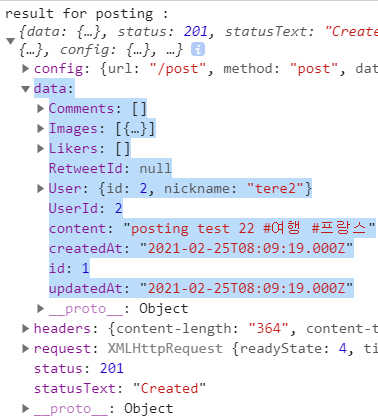 result for posting :
{data: {…}, status: 201, statusText: "Create
{…}, config: {…}, …} i
config: {url: "/post", method: "post", dat
data:
Comments: []
Images: [{…}]
Likers: []
RetweetId: null
User: {id: 2, nickname: "tere2"}
UserId: 2
content: "posting test 22 #여행 #프랑스"
createdAt: "2021-02-25T08:09:19.000Z"
id: 1
updatedAt: "2021-02-25T08:09:19.000Z"
__proto__: Object
headers: {content-length: "364", content-t
request: XMLHttpRequest {readyState: 4, ti
status: 201
statusText: "Created"
__proto__: Object